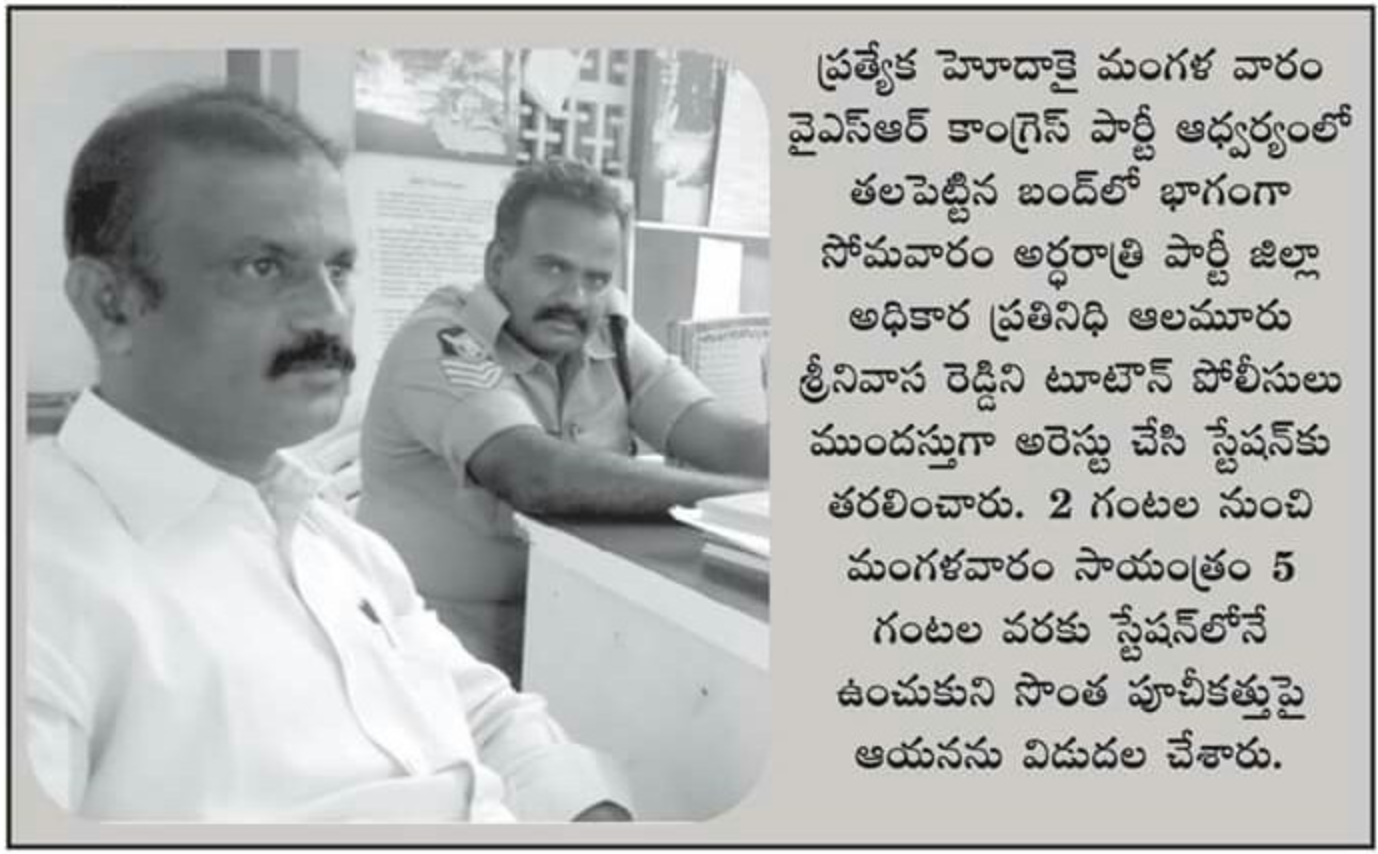 ప్రత్యేక హెూదాకై మంగళ వారం
వైఎస్ఆర్ కాంగ్రెస్ పార్టీ ఆధ్వర్యంలో
తలపెట్టిన బంద్‌లో భాగంగా
సోమవారం అర్ధరాత్రి పార్టీ జిల్లా
అధికార ప్రతినిధి ఆలమూరు
శ్రీనివాస రెడ్డిని టూటౌన్ పోలీసులు
ముందస్తుగా అరెస్టు చేసి స్టేషన్‌కు
తరలించారు. 2 గంటల నుంచి
మంగళవారం సాయంత్రం 5
గంటల వరకు స్టేషన్‌లోనే
ఉంచుకుని సొంత పూచీకత్తుపై
ఆయనను విడుదల చేశారు.